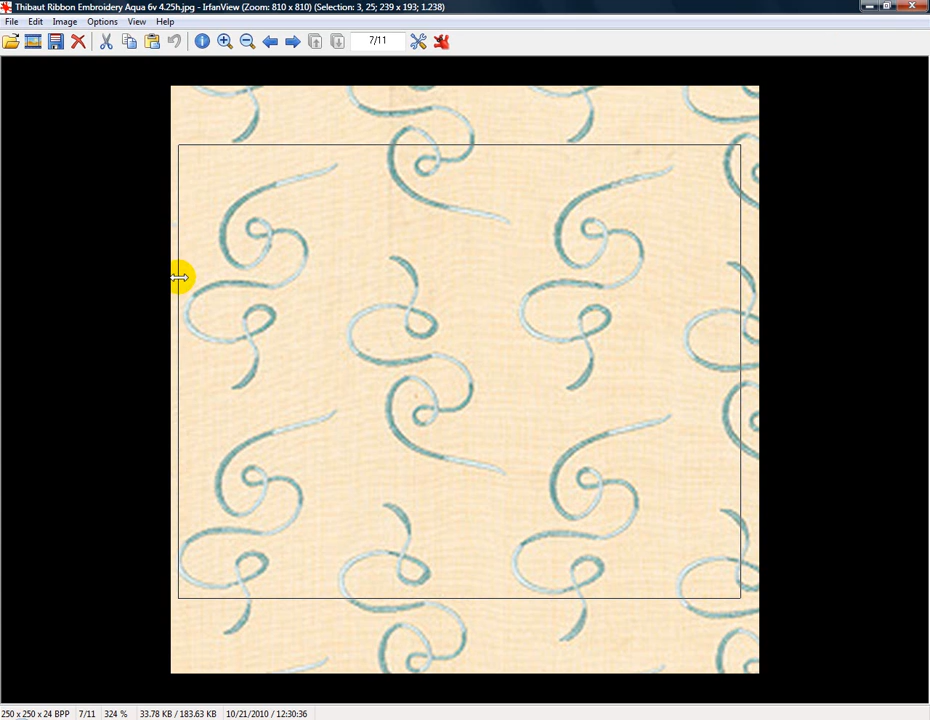 Thibaut Ribbon Embroidery Aqua 6v 4.25h.jpg - IrfanView (Zoom: 810 x 810) (Selection: 3, 25; 239 x 193; 1.238)
File Edit Image Options View Help
7/11
250 x 250 x 24 BPP 7/11 324 % 33.78 KB / 183.63 KB 10/21/2010 / 12:30:36